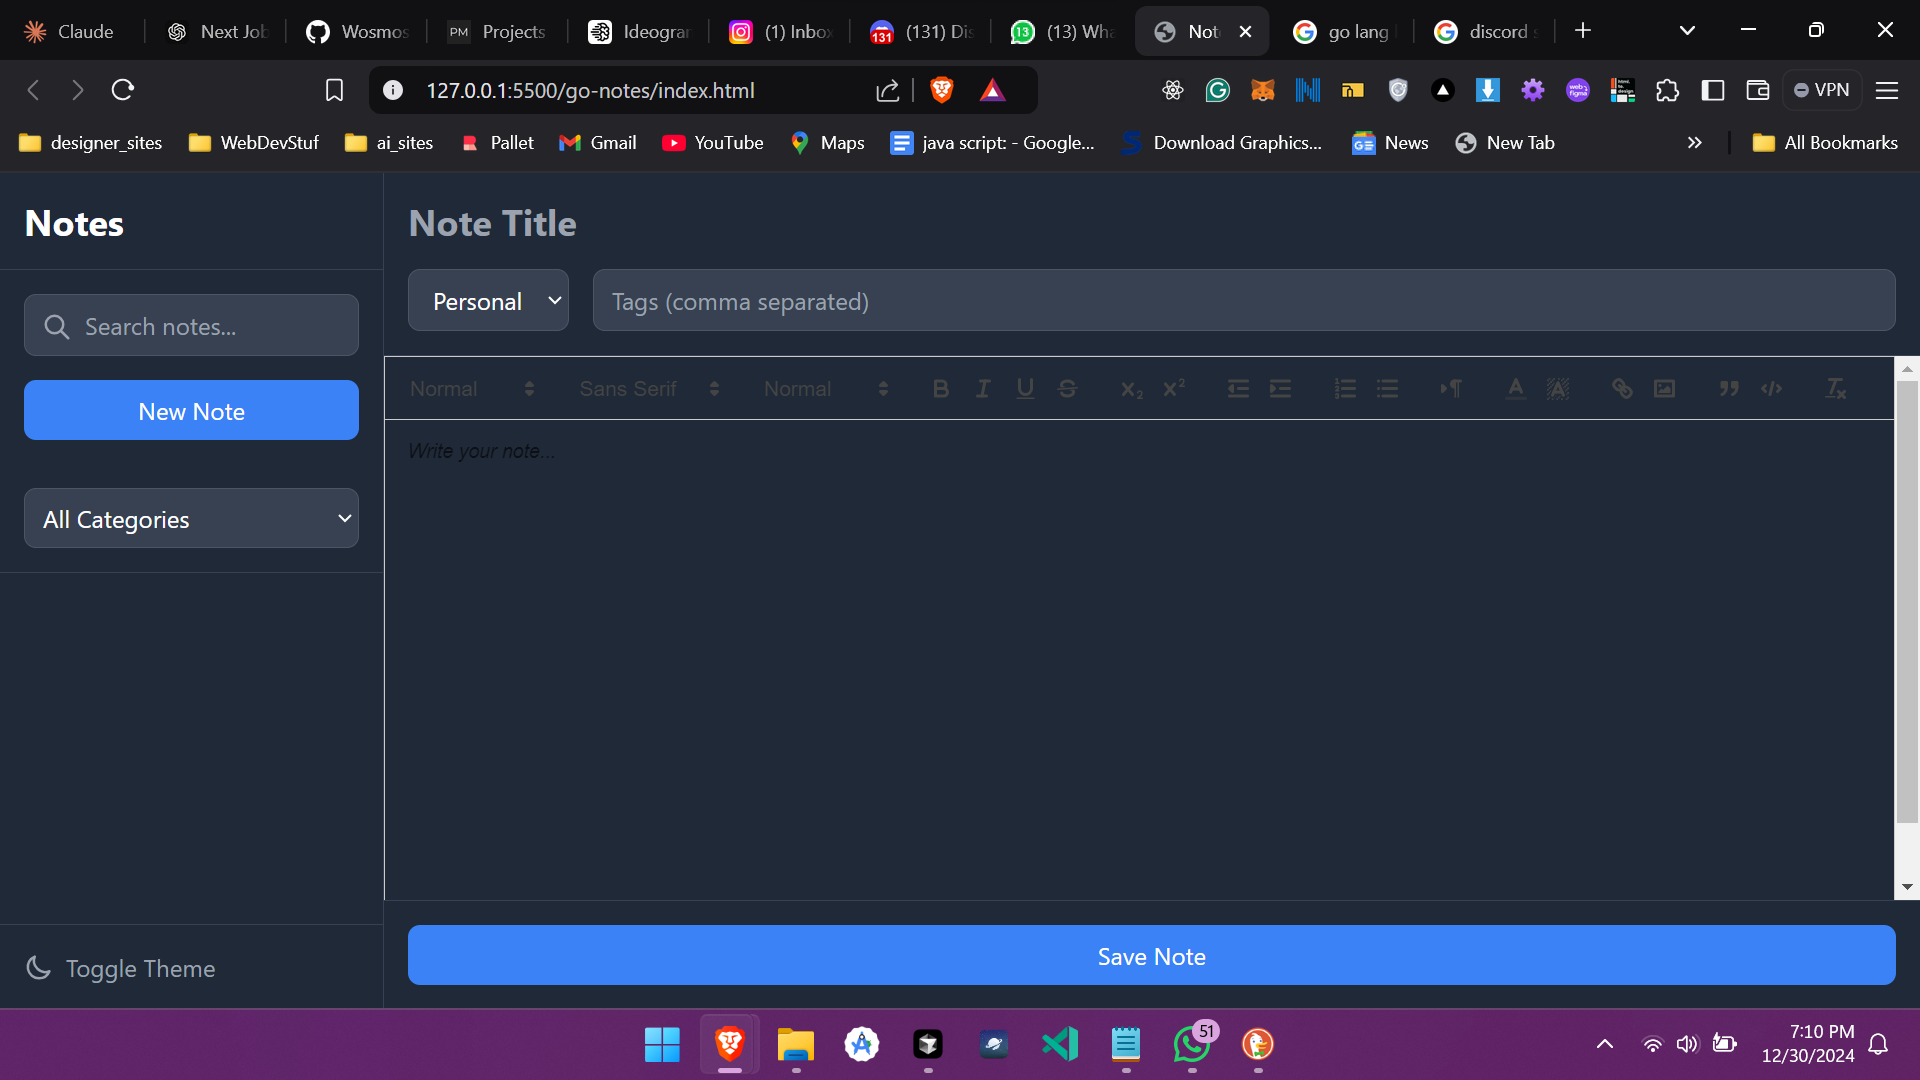 Claude
Next Job
Wosmos
PM Projects
Ideogram
(1) Inbox
131 (131) Dis
13 (13) Wha
Not
go lang
discord s
127.0.0.1:5500/go-notes/index.html
VPN
designer_sites
WebDevStuf
ai_sites
Pallet
Gmail
YouTube
Maps
java script: - Google...
Download Graphics...
News
New Tab
All Bookmarks
Notes
Search notes...
New Note
All Categories
Toggle Theme
Note Title
Personal
Tags (comma separated)
Normal Sans Serif Normal
Write your note...
Save Note
51
7:10 PM
12/30/2024